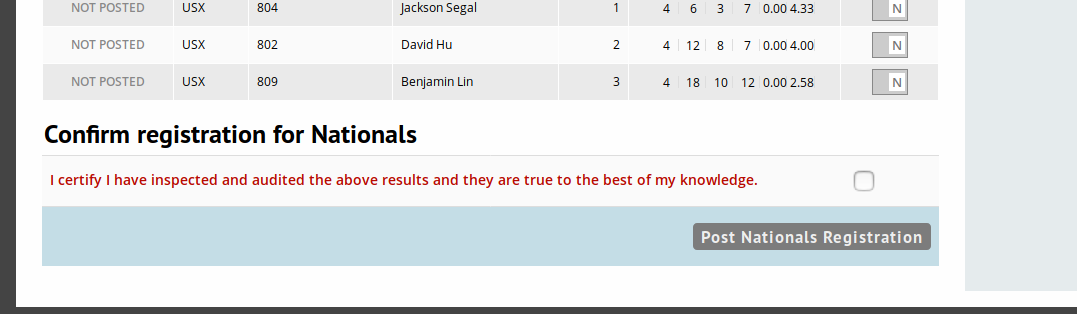 NOT POSTED USX 804 Jackson Segal 1 4 6 3 7 0.00 4.33 N
NOT POSTED USX 802 David Hu 2 4 12 8 7 0.00 4.00 N
NOT POSTED USX 809 Benjamin Lin 3 4 18 10 12 0.00 2.58 N
Confirm registration for Nationals
I certify I have inspected and audited the above results and they are true to the best of my knowledge.
Post Nationals Registration